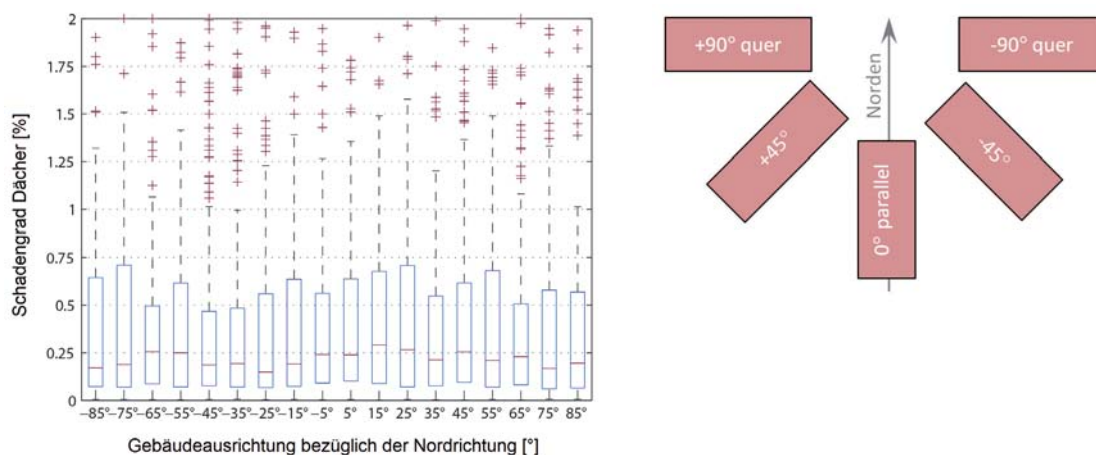 2
1.75
1.5
1.25
1
0.75
0.5
0.25
0
Schadengrad Dächer [%]
−85° −75° −65° −55° −45° −35° −25° −15° −5° 5° 15° 25° 35° 45° 55° 65° 75° 85°
Gebäudeausrichtung bezüglich der Nordrichtung [°]
+90° quer
-90° quer
Norden
+45°
-45°
0° parallel